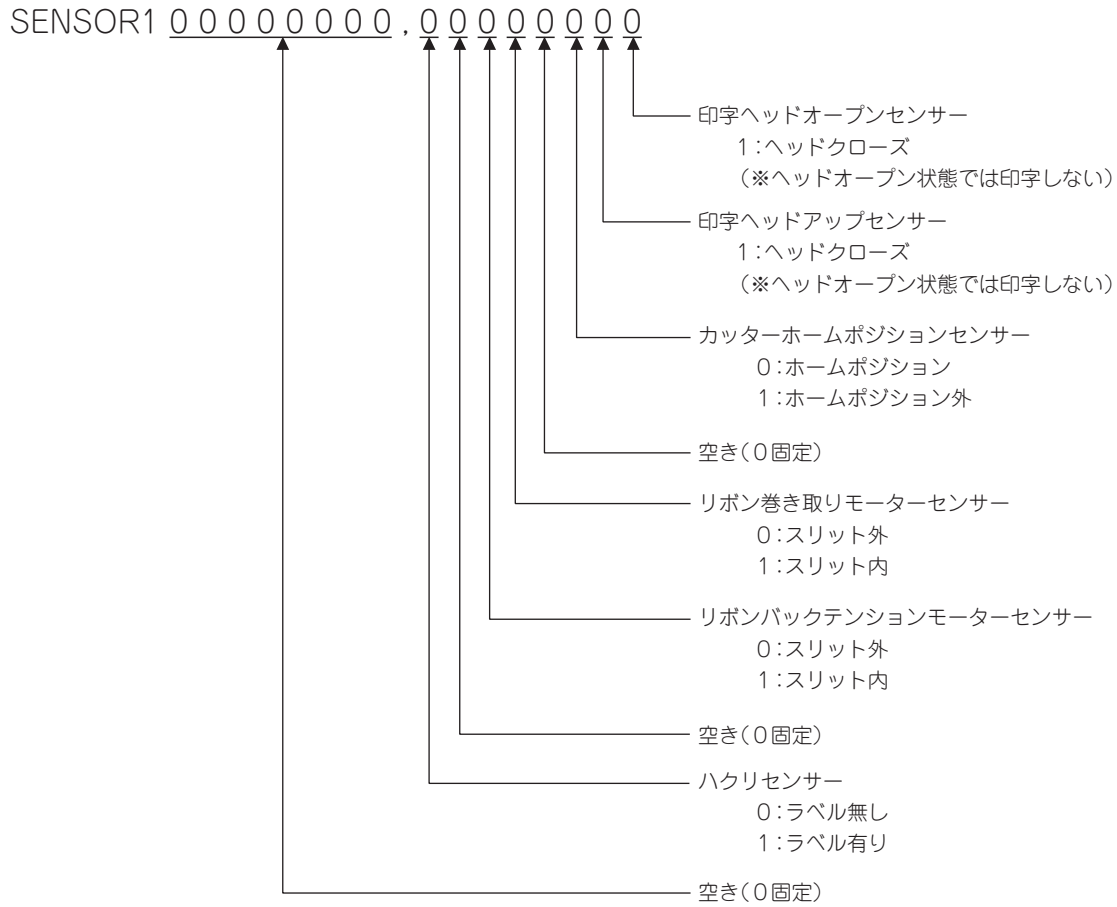 SENSOR1 00000000,00000000
印字ヘッドオープンセンサー
1:ヘッドクローズ
(※ヘッドオープン状態では印字しない)
印字ヘッドアップセンサー
1:ヘッドクローズ
(※ヘッドオープン状態では印字しない)
カッターホームポジションセンサー
0:ホームポジション
1:ホームポジション外
空き(0固定)
リボン巻き取りモーターセンサー
0:スリット外
1:スリット内
リボンバックテンションモーターセンサー
0:スリット外
1:スリット内
空き(0固定)
ハクリセンサー
0:ラベル無し
1:ラベル有り
空き(0固定)